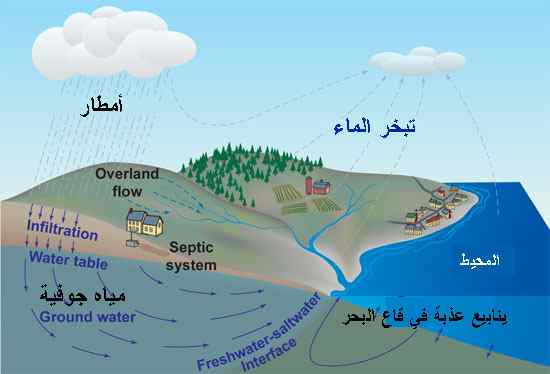 أمطار
تبخر الماء
Overland
flow
Infiltration
Septic
system
Water table
المحيط
مياه جوفية
Ground water
ينابيع عذبة في قاع البحر
Freshwater-saltwater
Interface